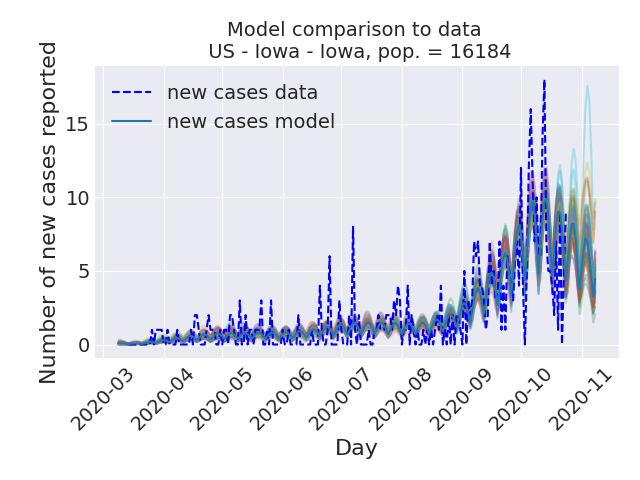 Model comparison to data
US - Iowa - Iowa, pop. = 16184
new cases data
new cases model
Number of new cases reported
15
10
5
0
2020-03
2020-04
2020-05
2020-06
2020-07
2020-08
2020-09
2020-10
2020-11
Day